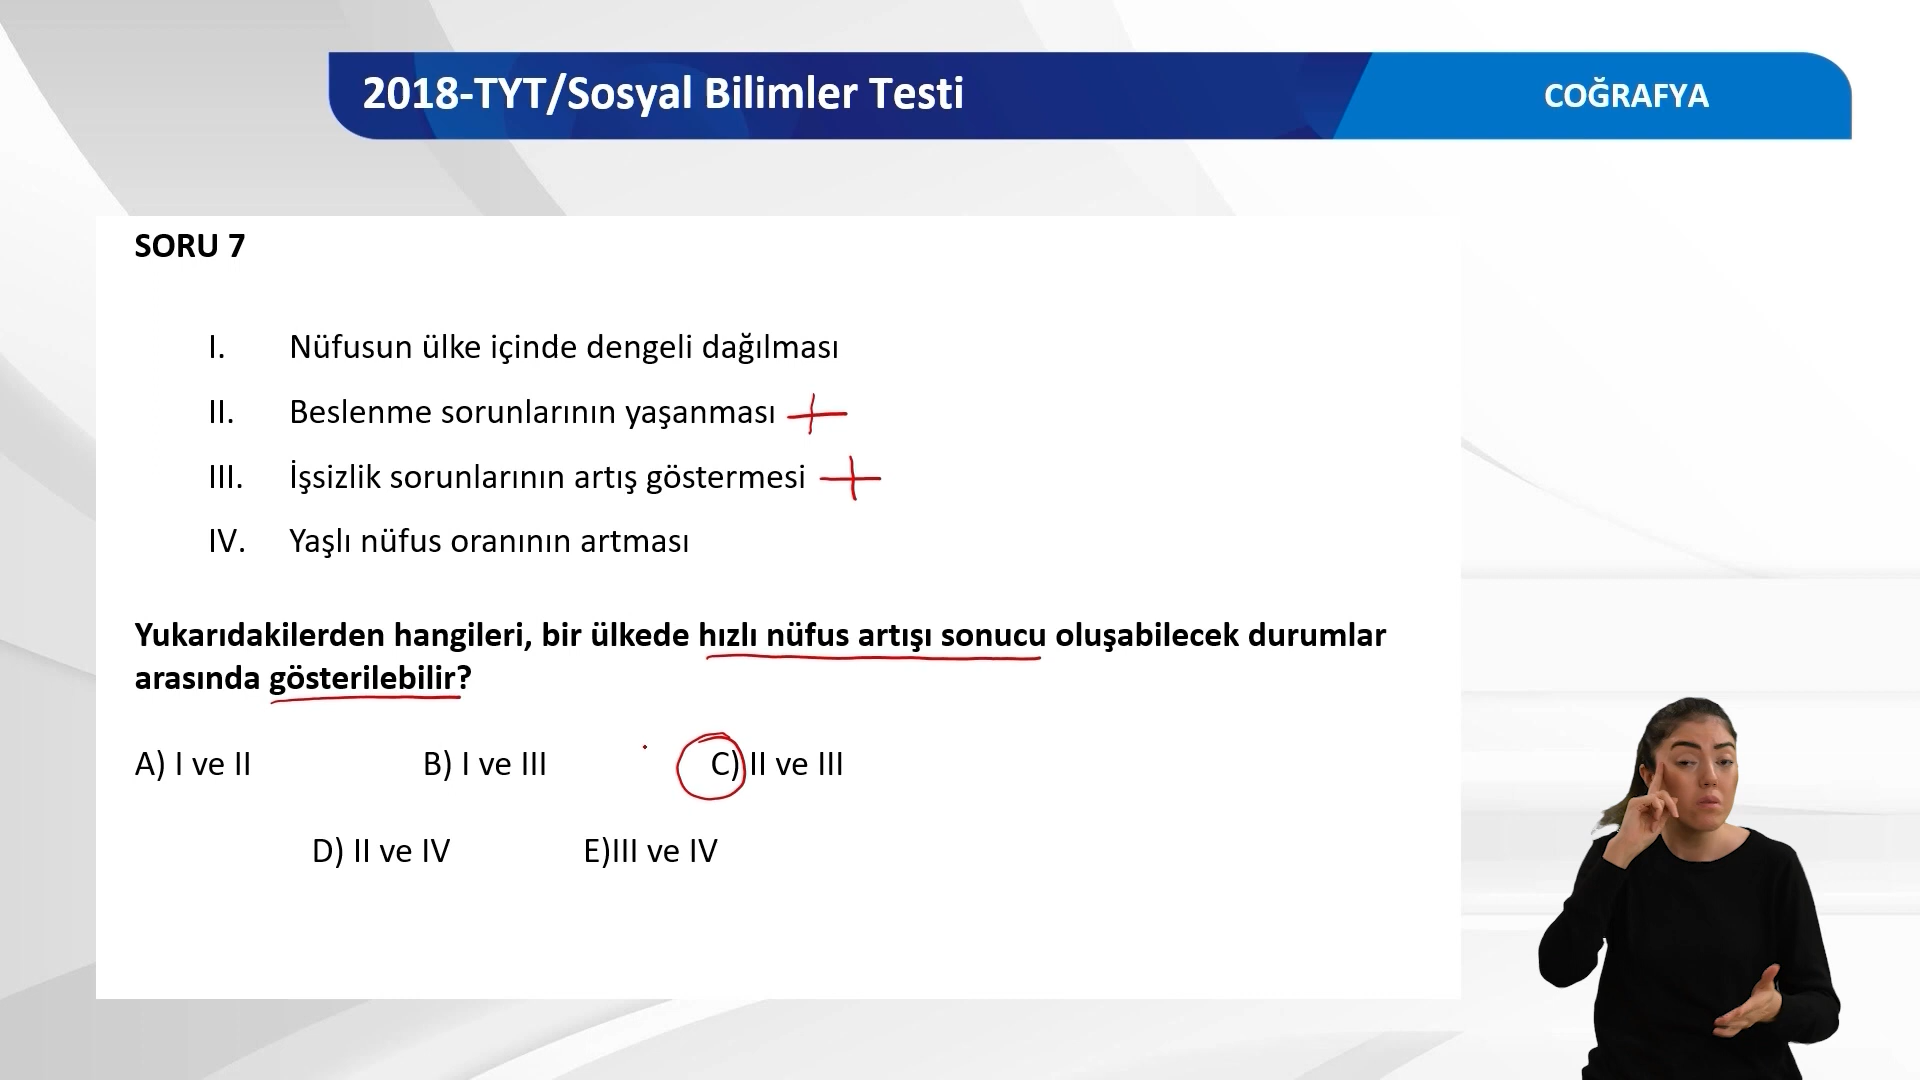 2018-TYT/Sosyal Bilimler Testi
COĞRAFYA
SORU 7
I. Nüfusun ülke içinde dengeli dağılması
II. Beslenme sorunlarının yaşanması
III. İşsizlik sorunlarının artış göstermesi
IV. Yaşlı nüfus oranının artması
Yukarıdakilerden hangileri, bir ülkede hızlı nüfus artışı sonucu oluşabilecek durumlar
arasında gösterilebilir?
A) I ve II B) I ve III C) II ve III
D) II ve IV E)III ve IV